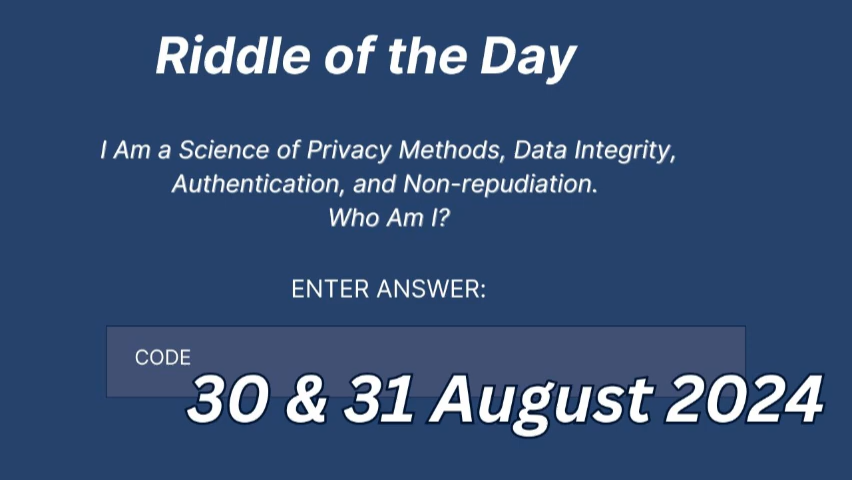 Riddle of the Day
I Am a Science of Privacy Methods, Data Integrity,
Authentication, and Non-repudiation.
Who Am I?
ENTER ANSWER:
CODE
30 & 31 August 2024